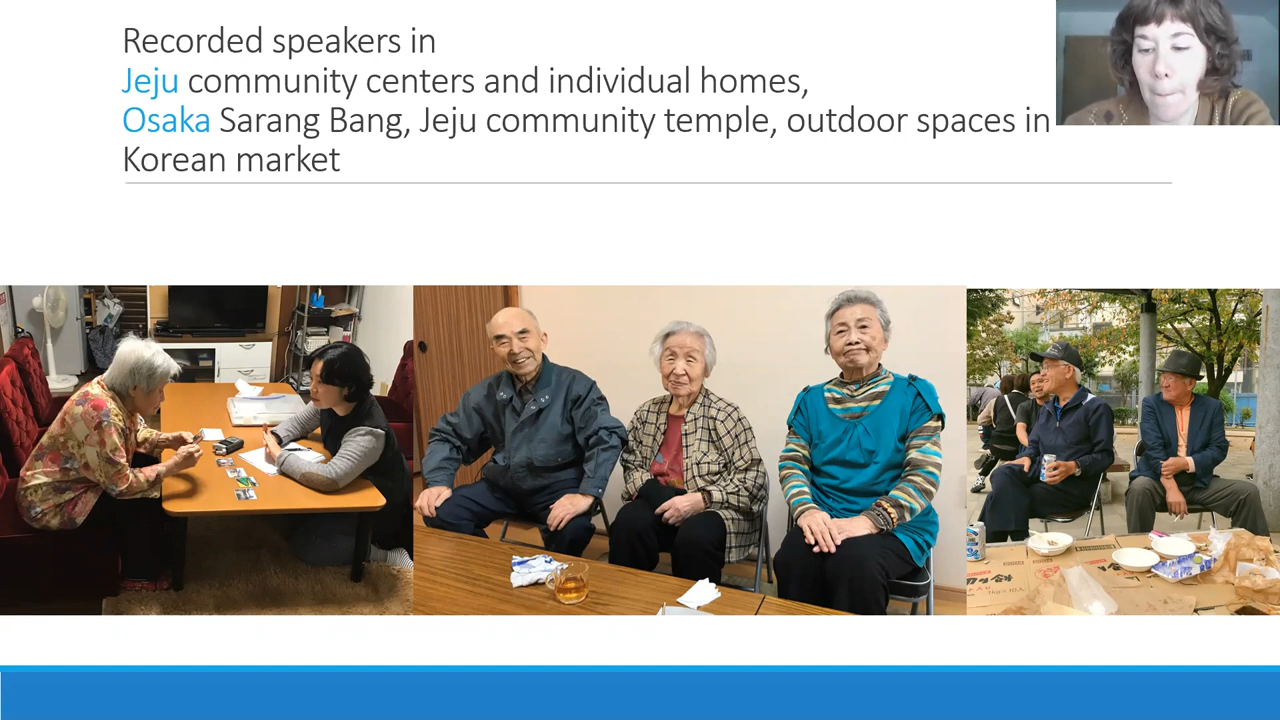 Recorded speakers in
Jeju community centers and individual homes,
Osaka Sarang Bang, Jeju community temple, outdoor spaces in
Korean market